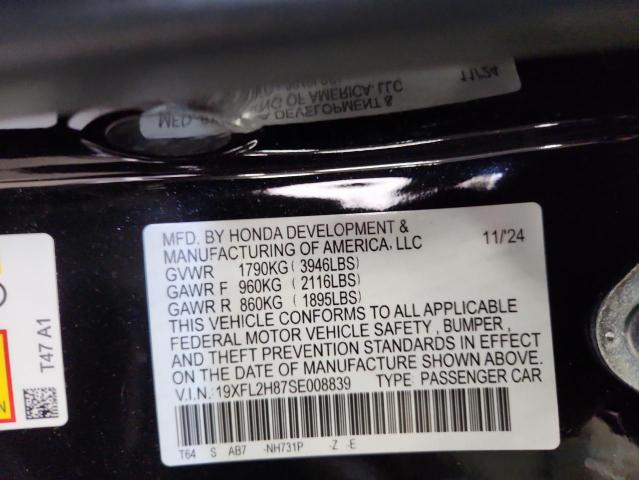 MFD. BY HONDA DEVELOPMENT &
MANUFACTURING OF AMERICA, LLC 11/'24
GVWR 1790KG ( 3946LBS)
GAWR F 960KG ( 2116LBS)
GAWR R 860KG ( 1895LBS)
THIS VEHICLE CONFORMS TO ALL APPLICABLE
FEDERAL MOTOR VEHICLE SAFETY , BUMPER ,
AND THEFT PREVENTION STANDARDS IN EFFECT
ON THE DATE OF MANUFACTURE SHOWN ABOVE.
V.I.N. 19XFL2H87SE008839 TYPE: PASSENGER CAR
T64 S AB7 -NH731P -Z -E
T47 A1